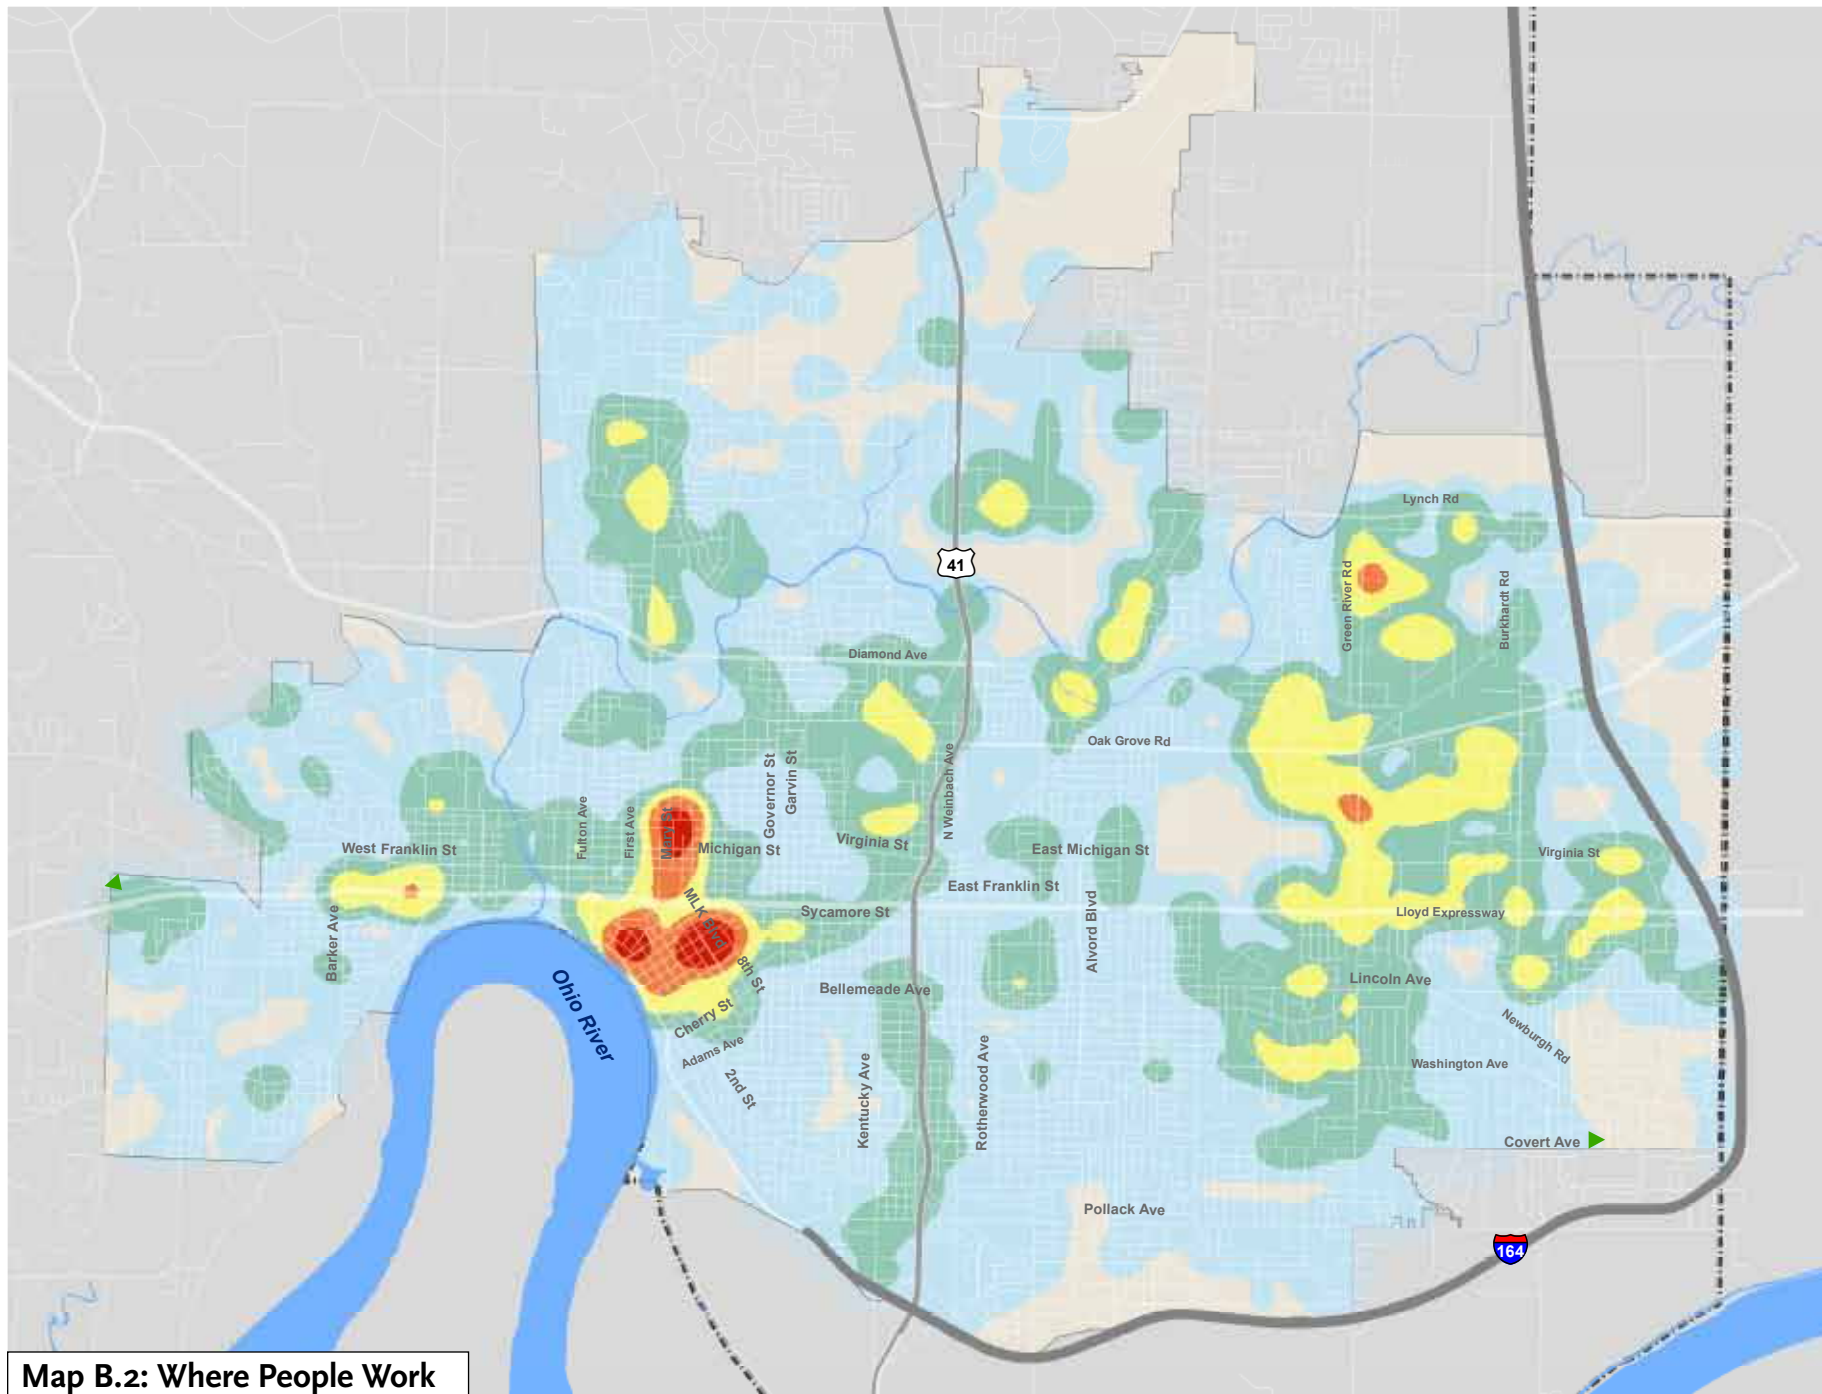 Lynch Rd
41
Green River Rd
Burkhardt Rd
Diamond Ave
Oak Grove Rd
Governor St
Garvin St
N Weinbach Ave
Fulton Ave
First Ave
Mary St
West Franklin St
Michigan St
Virginia St
East Michigan St
Virginia St
East Franklin St
MLK Blvd
Sycamore St
Lloyd Expressway
Barker Ave
Alvord Blvd
8th St
Bellemeade Ave
Lincoln Ave
Ohio River
Cherry St
Adams Ave
2nd St
Kentucky Ave
Rotherwood Ave
Newburgh Rd
Washington Ave
Covert Ave
Pollack Ave
164
Map B.2: Where People Work